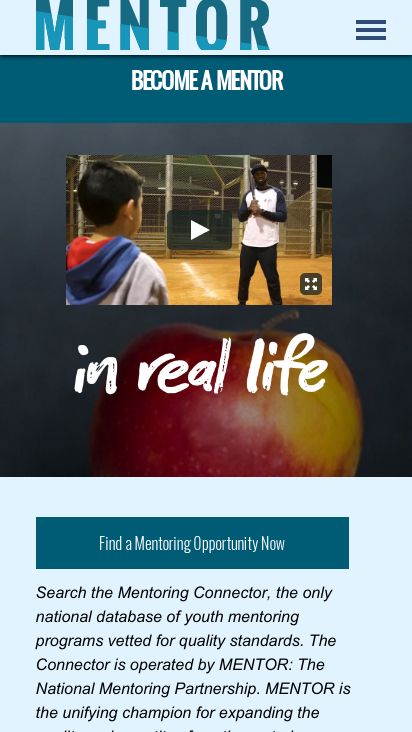 MENTOR
BECOME A MENTOR
in real life
Find a Mentoring Opportunity Now
Search the Mentoring Connector, the only
national database of youth mentoring
programs vetted for quality standards. The
Connector is operated by MENTOR: The
National Mentoring Partnership. MENTOR is
the unifying champion for expanding the